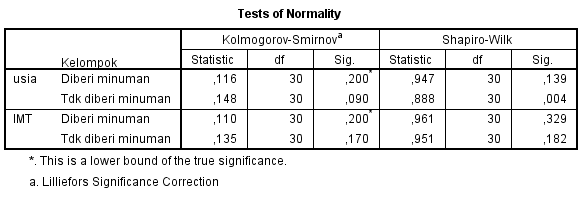 Tests of Normality
Kolmogorov-Smirnovᵃ Shapiro-Wilk
Kelompok Statistic df Sig. Statistic df Sig.
usia Diberi minuman ,116 30 ,200* ,947 30 ,139
Tdk diberi minuman ,148 30 ,090 ,888 30 ,004
IMT Diberi minuman ,110 30 ,200* ,961 30 ,329
Tdk diberi minuman ,135 30 ,170 ,951 30 ,182
*. This is a lower bound of the true significance.
a. Lilliefors Significance Correction